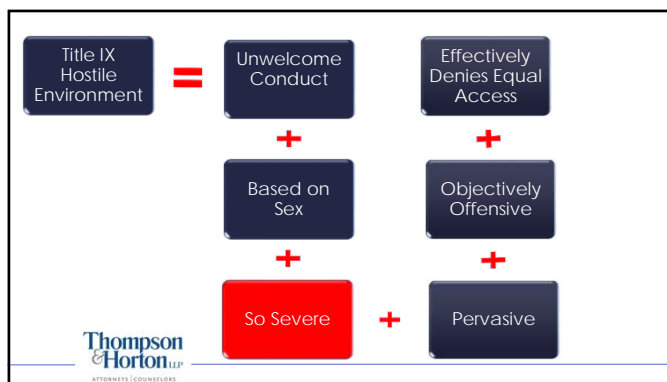 Title IX
Hostile
Environment
=
Unwelcome
Conduct
+
Based on
Sex
+
So Severe
+
Pervasive
+
Objectively
Offensive
+
Effectively
Denies Equal
Access
Thompson
&Horton LLP
ATTORNEYS | COUNSELORS